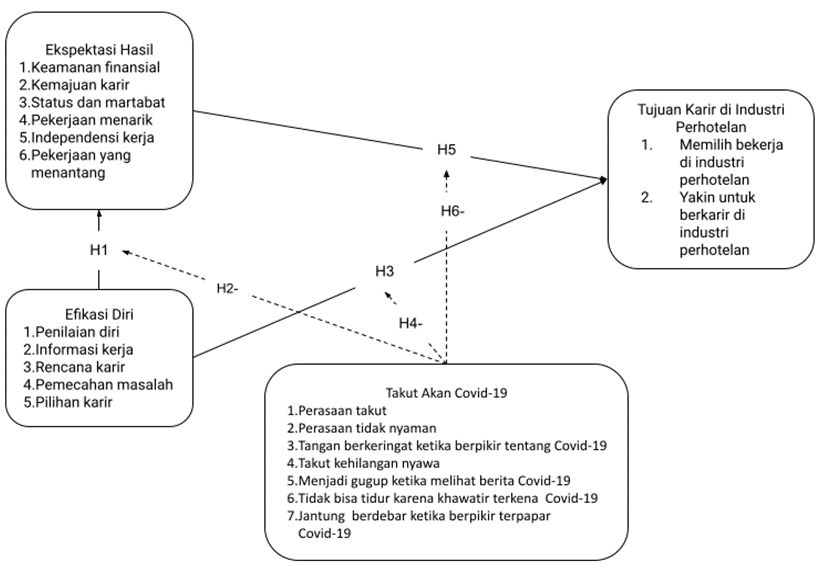 Ekspektasi Hasil
1.Keamanan finansial
2.Kemajuan karir
3.Status dan martabat
4.Pekerjaan menarik
5.Independensi kerja
6.Pekerjaan yang
menantang
Tujuan Karir di Industri
Perhotelan
1. Memilih bekerja
di industri
perhotelan
2. Yakin untuk
berkarir di
industri
perhotelan
H5
H6-
H1
H3
H2-
H4-
Efikasi Diri
1.Penilaian diri
2.Informasi kerja
3.Rencana karir
4.Pemecahan masalah
5.Pilihan karir
Takut Akan Covid-19
1.Perasaan takut
2.Perasaan tidak nyaman
3.Tangan berkeringat ketika berpikir tentang Covid-19
4.Takut kehilangan nyawa
5.Menjadi gugup ketika melihat berita Covid-19
6.Tidak bisa tidur karena khawatir terkena Covid-19
7.Jantung berdebar ketika berpikir terpapar
Covid-19